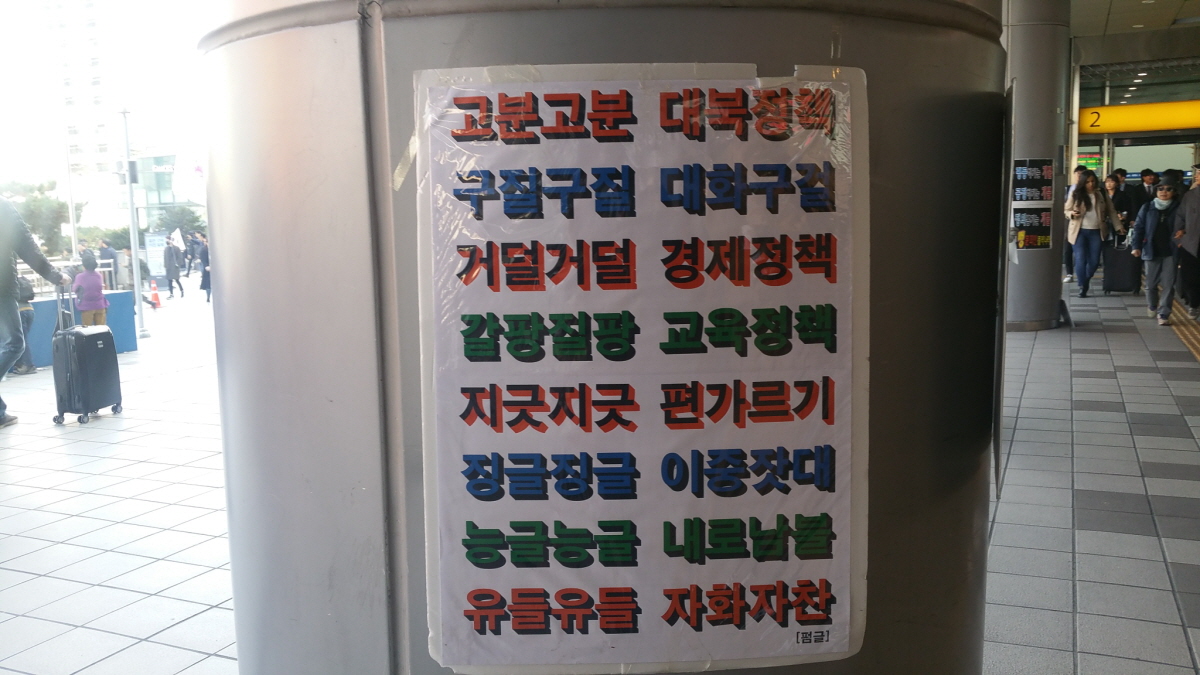 고분고분 대북정책
구질구질 대화구걸
거덜거덜 경제정책
갈팡질팡 교육정책
지긋지긋 편가르기
징글징글 이중잣대
능글능글 내로남불
유들유들 자화자찬
[펌글]
2